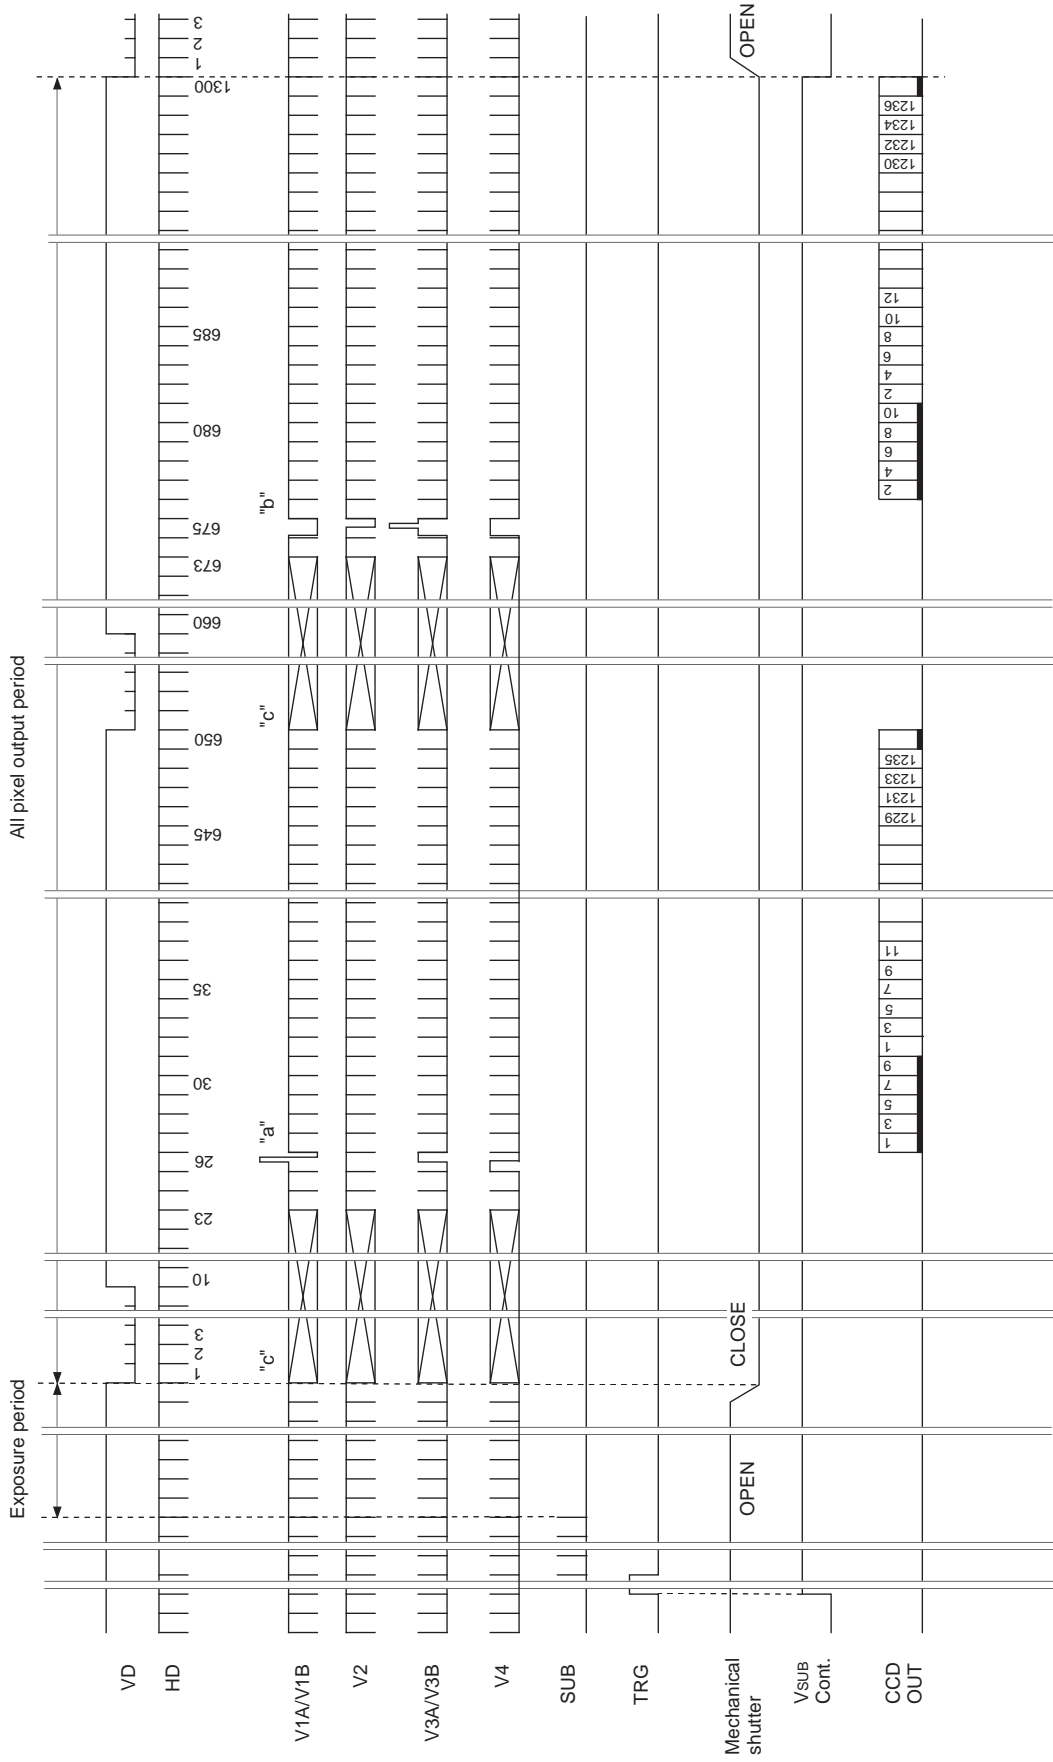 Exposure period
All pixel output period
VD
HD
1 2 3 10 23 26 30 35 645 650 660 673 675 680 685 1300 1 2 3
"c" "a" "c" "b"
V1A/V1B
V2
V3A/V3B
V4
SUB
TRG
Mechanical
shutter
OPEN CLOSE OPEN
VSUB
Cont.
CCD
OUT
1 3 5 7 9 1 3 5 7 9 11 1229 1231 1233 1235 2 4 6 8 10 2 4 6 8 10 12 1230 1232 1234 1236